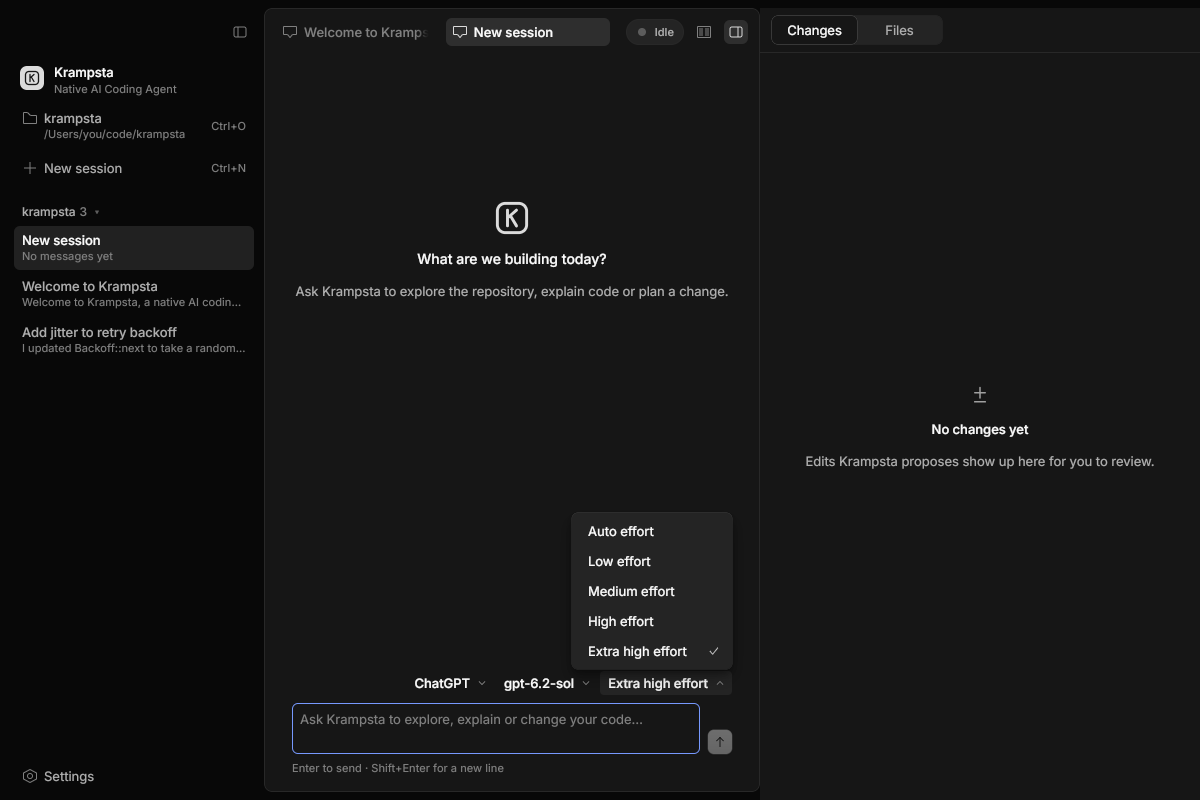 Krampsta
Native AI Coding Agent
krampsta
/Users/you/code/krampsta
Ctrl+O
New session
Ctrl+N
krampsta 3
New session
No messages yet
Welcome to Krampsta
Welcome to Krampsta, a native AI codin...
Add jitter to retry backoff
I updated Backoff::next to take a random...
Settings
Welcome to Kramps
New session
Idle
K
What are we building today?
Ask Krampsta to explore the repository, explain code or plan a change.
Auto effort
Low effort
Medium effort
High effort
Extra high effort
ChatGPT
gpt-6.2-sol
Extra high effort
Ask Krampsta to explore, explain or change your code...
Enter to send · Shift+Enter for a new line
Changes
Files
No changes yet
Edits Krampsta proposes show up here for you to review.